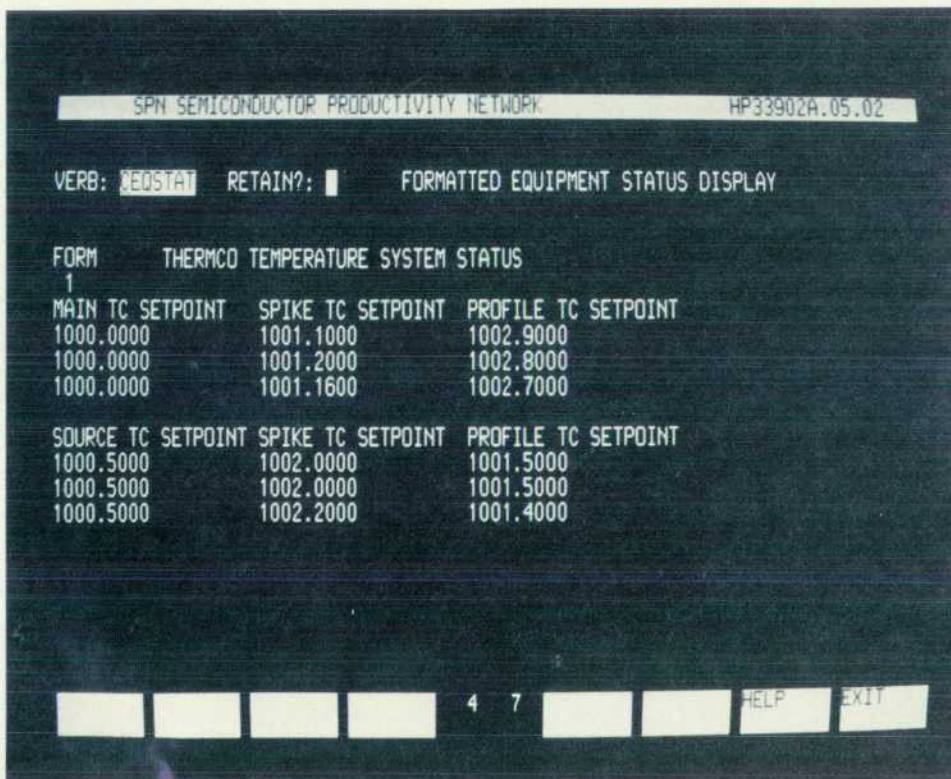 SPN SEMICONDUCTOR PRODUCTIVITY NETWORK HP33902A.05.02
VERB: CEQSTAT RETAIN?: FORMATTED EQUIPMENT STATUS DISPLAY
FORM THERMCO TEMPERATURE SYSTEM STATUS
1
MAIN TC SETPOINT SPIKE TC SETPOINT PROFILE TC SETPOINT
1000.0000 1001.1000 1002.9000
1000.0000 1001.2000 1002.8000
1000.0000 1001.1600 1002.7000
SOURCE TC SETPOINT SPIKE TC SETPOINT PROFILE TC SETPOINT
1000.5000 1002.0000 1001.5000
1000.5000 1002.0000 1001.5000
1000.5000 1002.2000 1001.4000
4 7 HELP EXIT